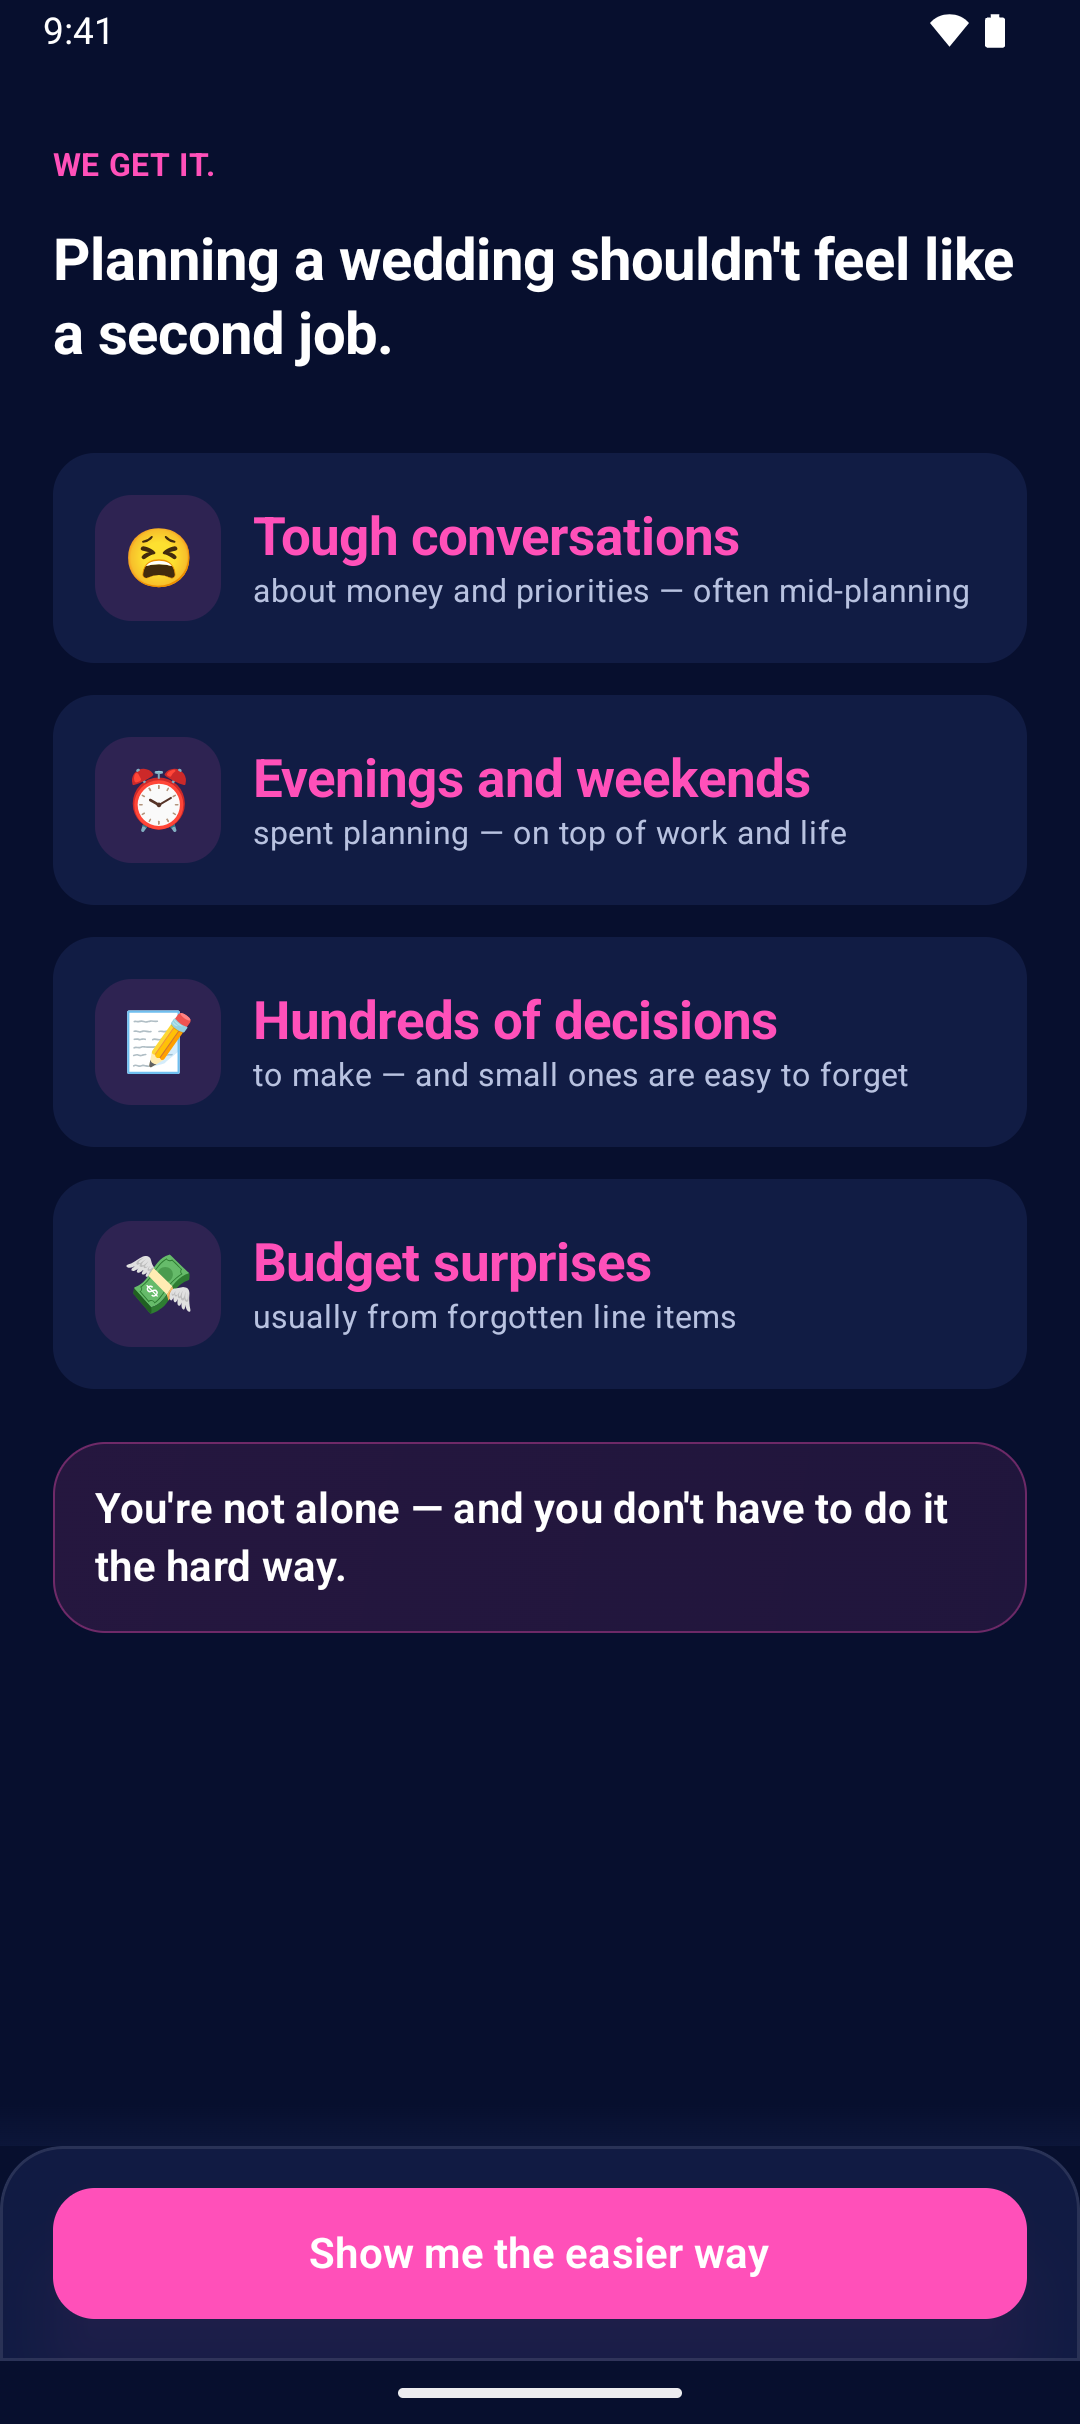 9:41
WE GET IT.
Planning a wedding shouldn't feel like
a second job.
Tough conversations
about money and priorities — often mid-planning
Evenings and weekends
spent planning — on top of work and life
Hundreds of decisions
to make — and small ones are easy to forget
Budget surprises
usually from forgotten line items
You're not alone — and you don't have to do it
the hard way.
Show me the easier way